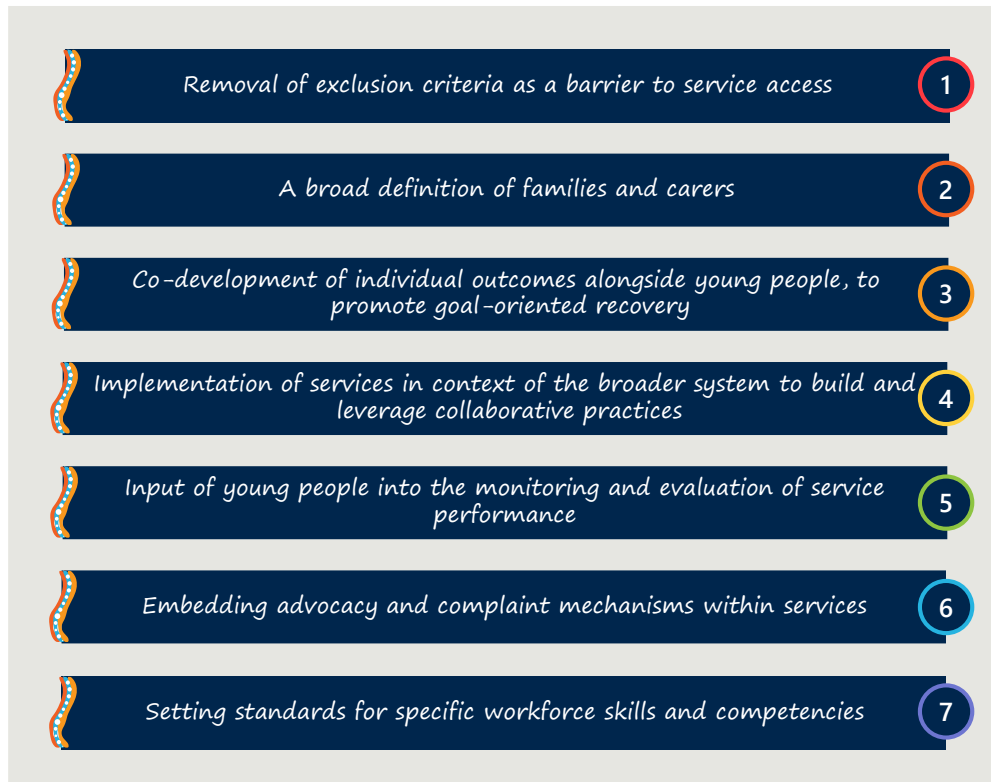 Removal of exclusion criteria as a barrier to service access
1
A broad definition of families and carers
2
Co-development of individual outcomes alongside young people, to
promote goal-oriented recovery
3
Implementation of services in context of the broader system to build and
leverage collaborative practices
4
Input of young people into the monitoring and evaluation of service
performance
5
Embedding advocacy and complaint mechanisms within services
6
Setting standards for specific workforce skills and competencies
7